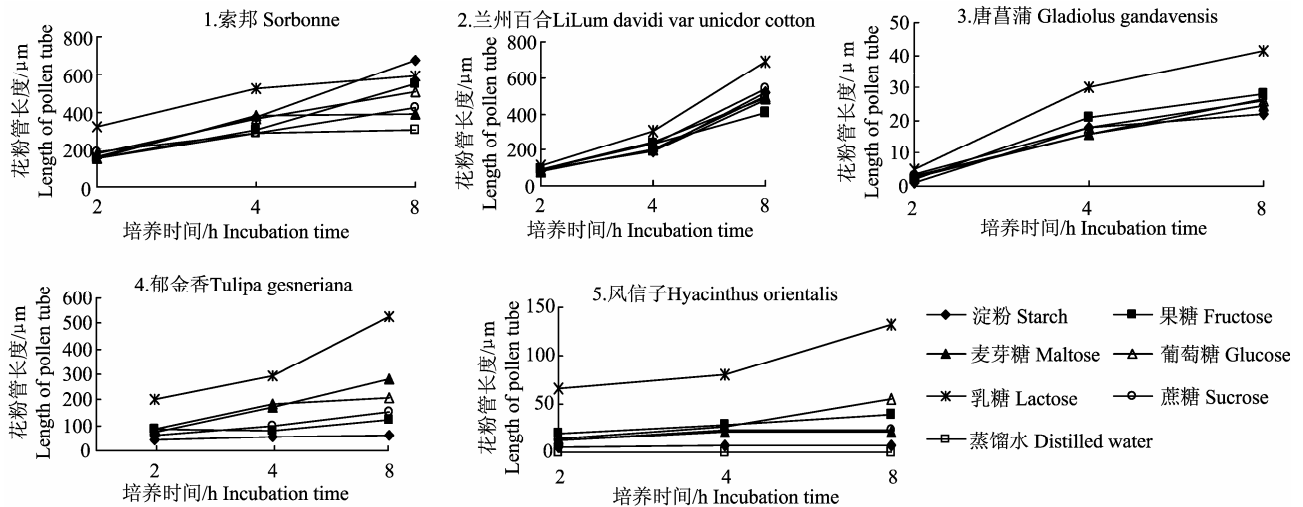 1.索邦 Sorbonne
花粉管长度/μm
Length of pollen tube
800
600
400
200
0
2
4
8
培养时间/h Incubation time
2.兰州百合LiLum davidi var unicdor cotton
花粉管长度/μm
Length of pollen tube
800
600
400
200
0
2
4
8
培养时间/h Incubation time
3.唐菖蒲 Gladiolus gandavensis
花粉管长度/μ m
Length of pollen tube
50
40
30
20
10
0
2
4
8
培养时间/h Incubation time
4.郁金香Tulipa gesneriana
花粉管长度/μm
Length of pollen tube
600
500
400
300
200
100
0
2
4
8
培养时间/h Incubation time
5.风信子Hyacinthus orientalis
花粉管长度/μm
Length of pollen tube
150
100
50
0
2
4
8
培养时间/h Incubation time
淀粉 Starch
果糖 Fructose
麦芽糖 Maltose
葡萄糖 Glucose
乳糖 Lactose
蔗糖 Sucrose
蒸馏水 Distilled water